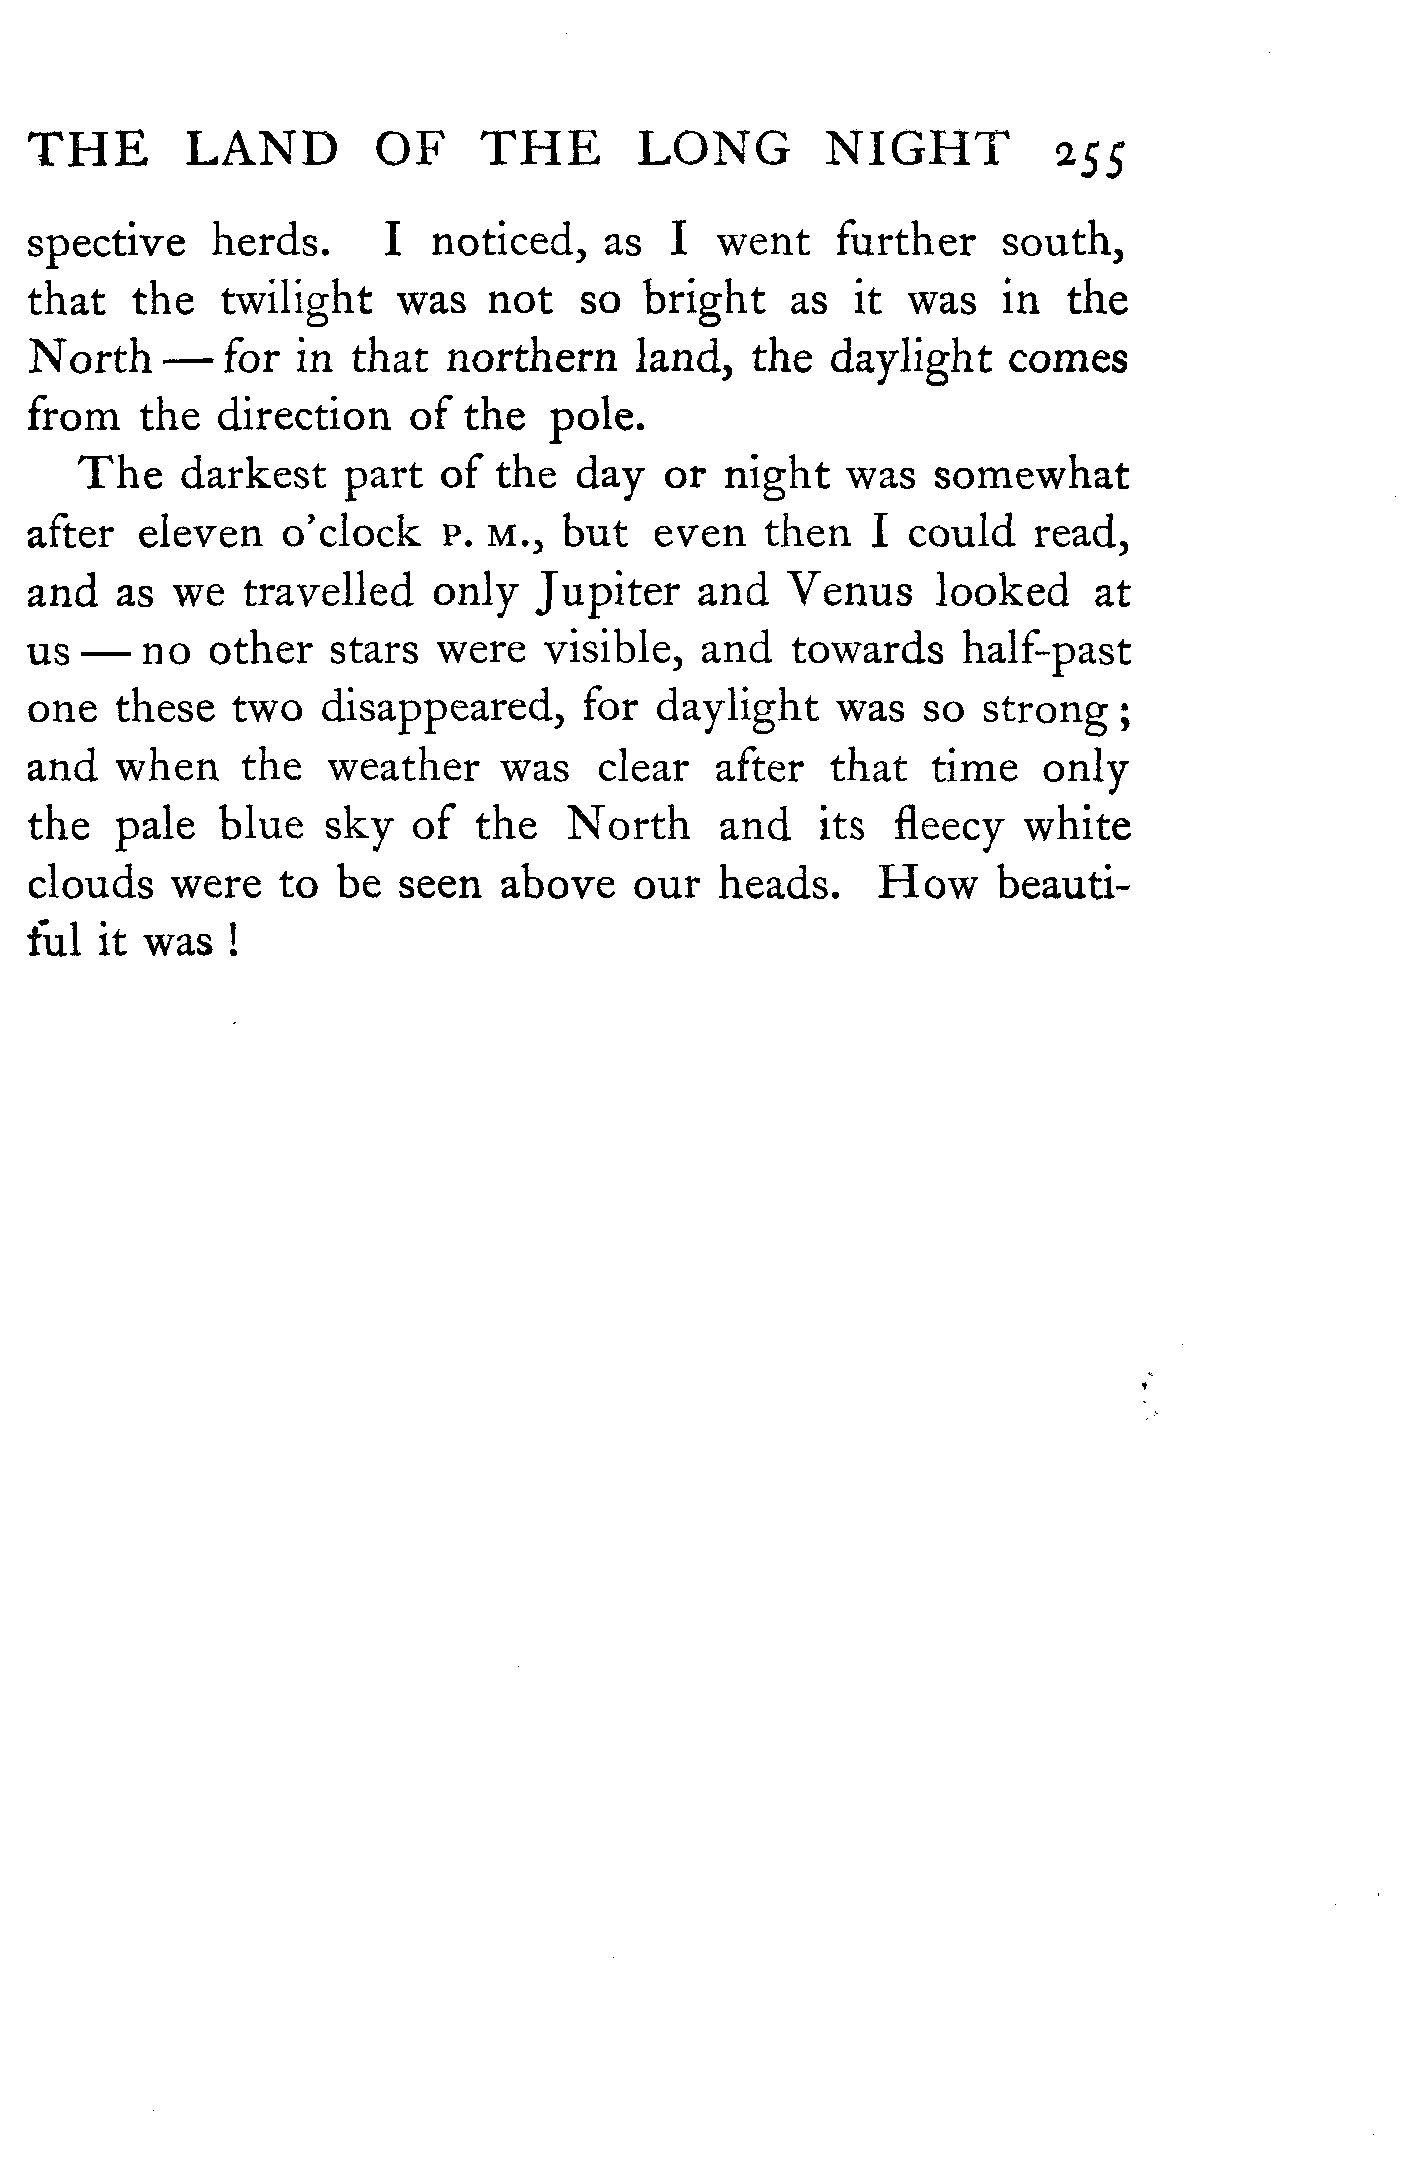 THE LAND OF THE LONG NIGHT 255
spective herds. I noticed, as I went further south,
that the twilight was not so bright as it was in the
North — for in that northern land, the daylight comes
from the direction of the pole.
The darkest part of the day or night was somewhat
after eleven o'clock P. M., but even then I could read,
and as we travelled only Jupiter and Venus looked at
us — no other stars were visible, and towards half-past
one these two disappeared, for daylight was so strong ;
and when the weather was clear after that time only
the pale blue sky of the North and its fleecy white
clouds were to be seen above our heads. How beauti-
ful it was !